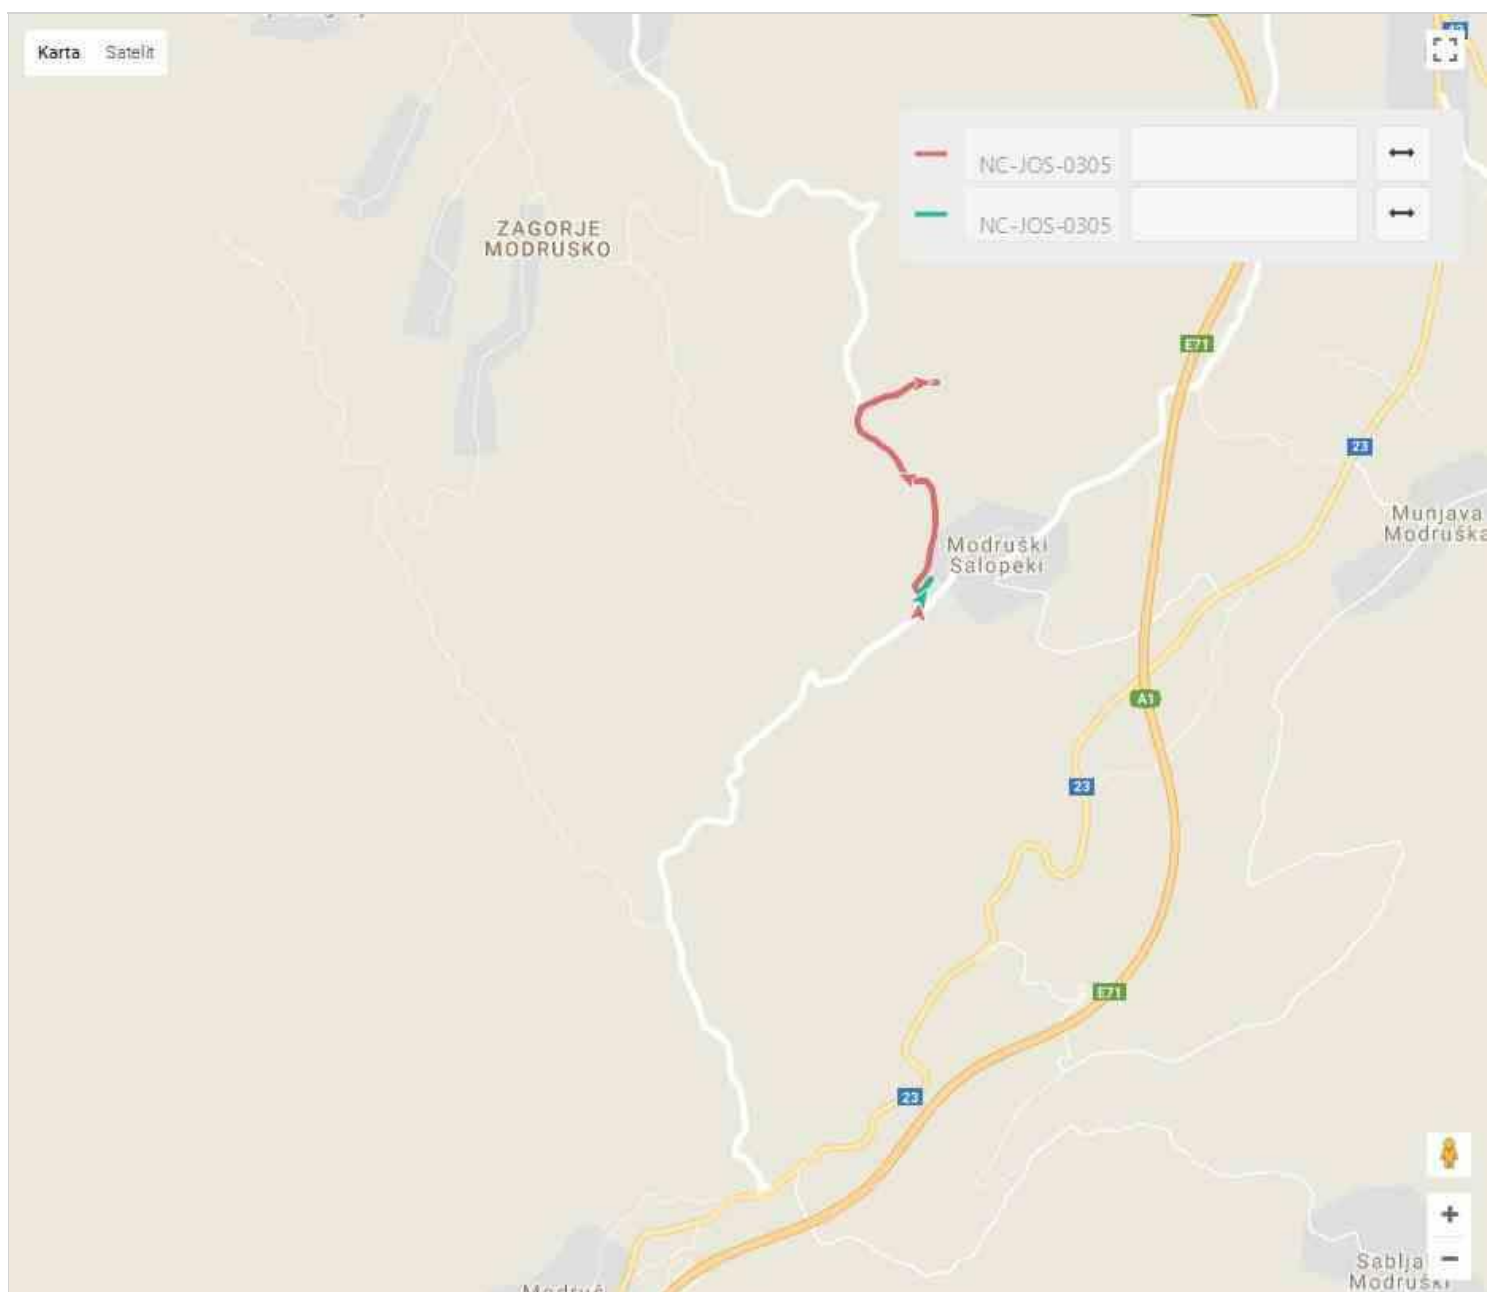 Karta Satelit
NC-JOS-0305
NC-JOS-0305
ZAGORJE
MODRUSKO
E71
23
Munjava
Modruška
Modruški
Salopeki
A1
23
E71
23
Sablja
Modruški